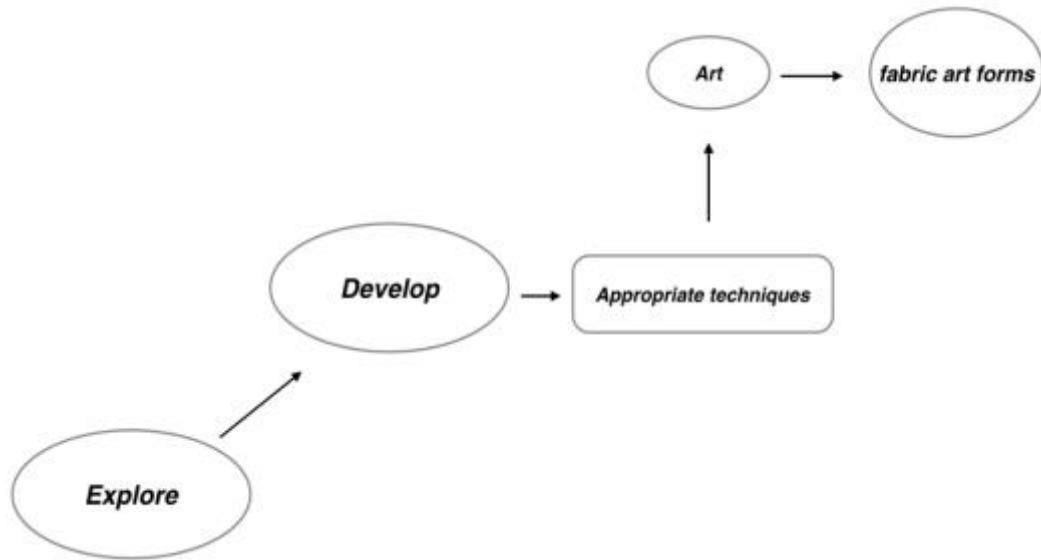 Art
fabric art forms
Develop
Appropriate techniques
Explore